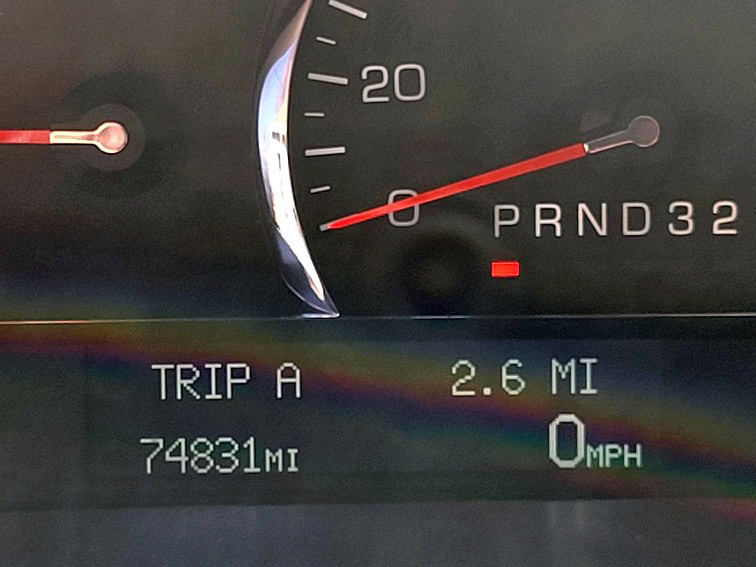 20
0
PRND32
TRIP A 2.6 MI
74831MI 0MPH